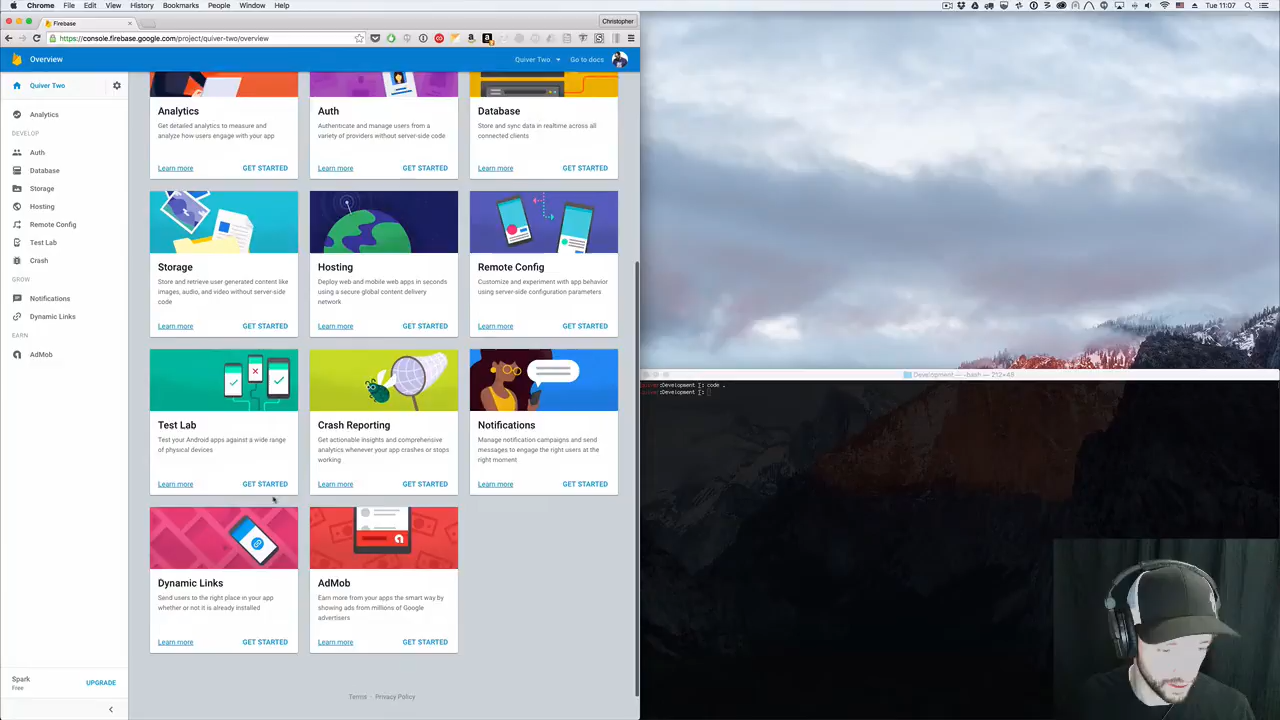 Chrome File Edit View History Bookmarks People Window Help
Tue 11:07
Firebase
Christopher
https://console.firebase.google.com/project/quiver-two/overview
Overview
Quiver Two
Go to docs
Quiver Two
Analytics
DEVELOP
Auth
Database
Storage
Hosting
Remote Config
Test Lab
Crash
GROW
Notifications
Dynamic Links
EARN
AdMob
Spark
Free
UPGRADE
Analytics
Get detailed analytics to measure and
analyze how users engage with your app
Learn more
GET STARTED
Auth
Authenticate and manage users from a
variety of providers without server-side code
Learn more
GET STARTED
Database
Store and sync data in realtime across all
connected clients
Learn more
GET STARTED
Storage
Store and retrieve user generated content like
images, audio, and video without server-side
code
Learn more
GET STARTED
Hosting
Deploy web and mobile web apps in seconds
using a secure global content delivery
network
Learn more
GET STARTED
Remote Config
Customize and experiment with app behavior
using server-side configuration parameters
Learn more
GET STARTED
Test Lab
Test your Android apps against a wide range
of physical devices
Learn more
GET STARTED
Crash Reporting
Get actionable insights and comprehensive
analytics whenever your app crashes or stops
working
Learn more
GET STARTED
Notifications
Manage notification campaigns and send
messages to engage the right users at the
right moment
Learn more
GET STARTED
Dynamic Links
Send users to the right place in your app
whether or not it is already installed
Learn more
GET STARTED
AdMob
Earn more from your apps the smart way by
showing ads from millions of Google
advertisers
Learn more
GET STARTED
Terms - Privacy Policy
Development — -bash — 212×48
Development
code .
Development